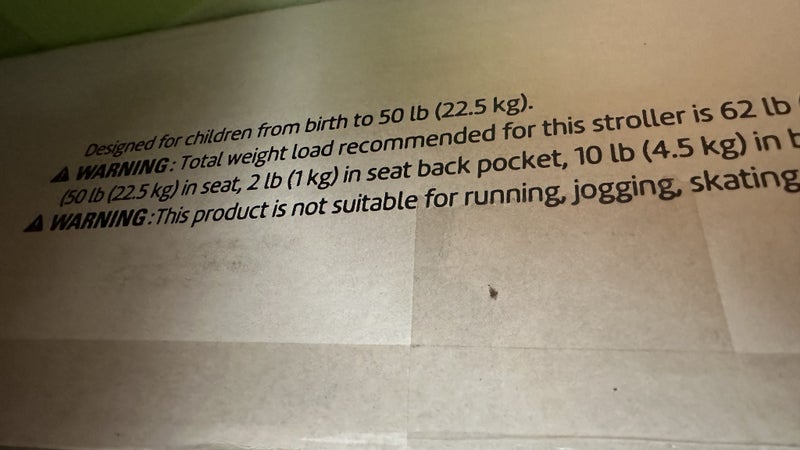 Designed for children from birth to 50 lb (22.5 kg).
⚠ WARNING: Total weight load recommended for this stroller is 62 lb
(50 lb (22.5 kg) in seat, 2 lb (1 kg) in seat back pocket, 10 lb (4.5 kg) in
⚠ WARNING:This product is not suitable for running, jogging, skating